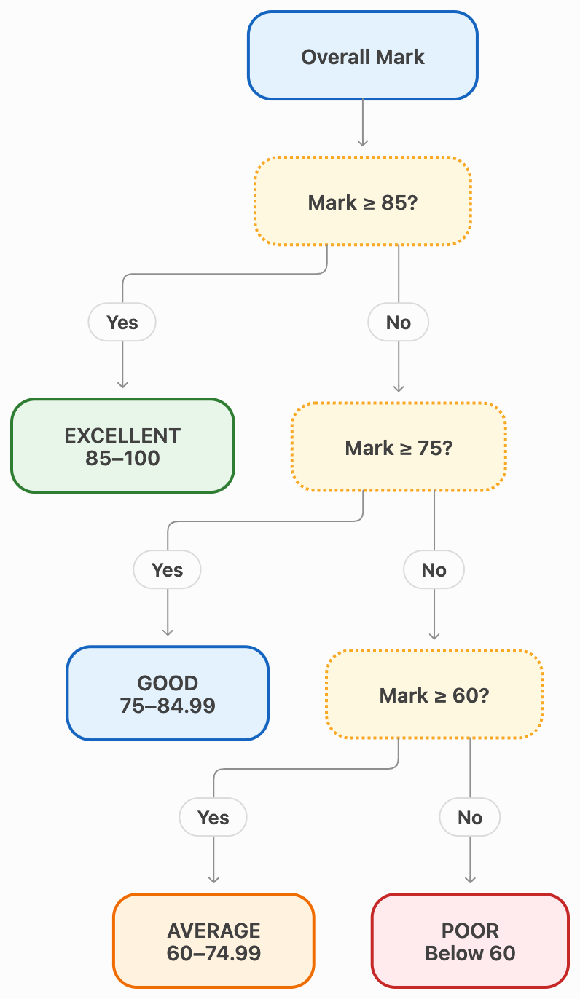 Overall Mark
Mark ≥ 85?
Yes
No
EXCELLENT
85–100
Mark ≥ 75?
Yes
No
GOOD
75–84.99
Mark ≥ 60?
Yes
No
AVERAGE
60–74.99
POOR
Below 60